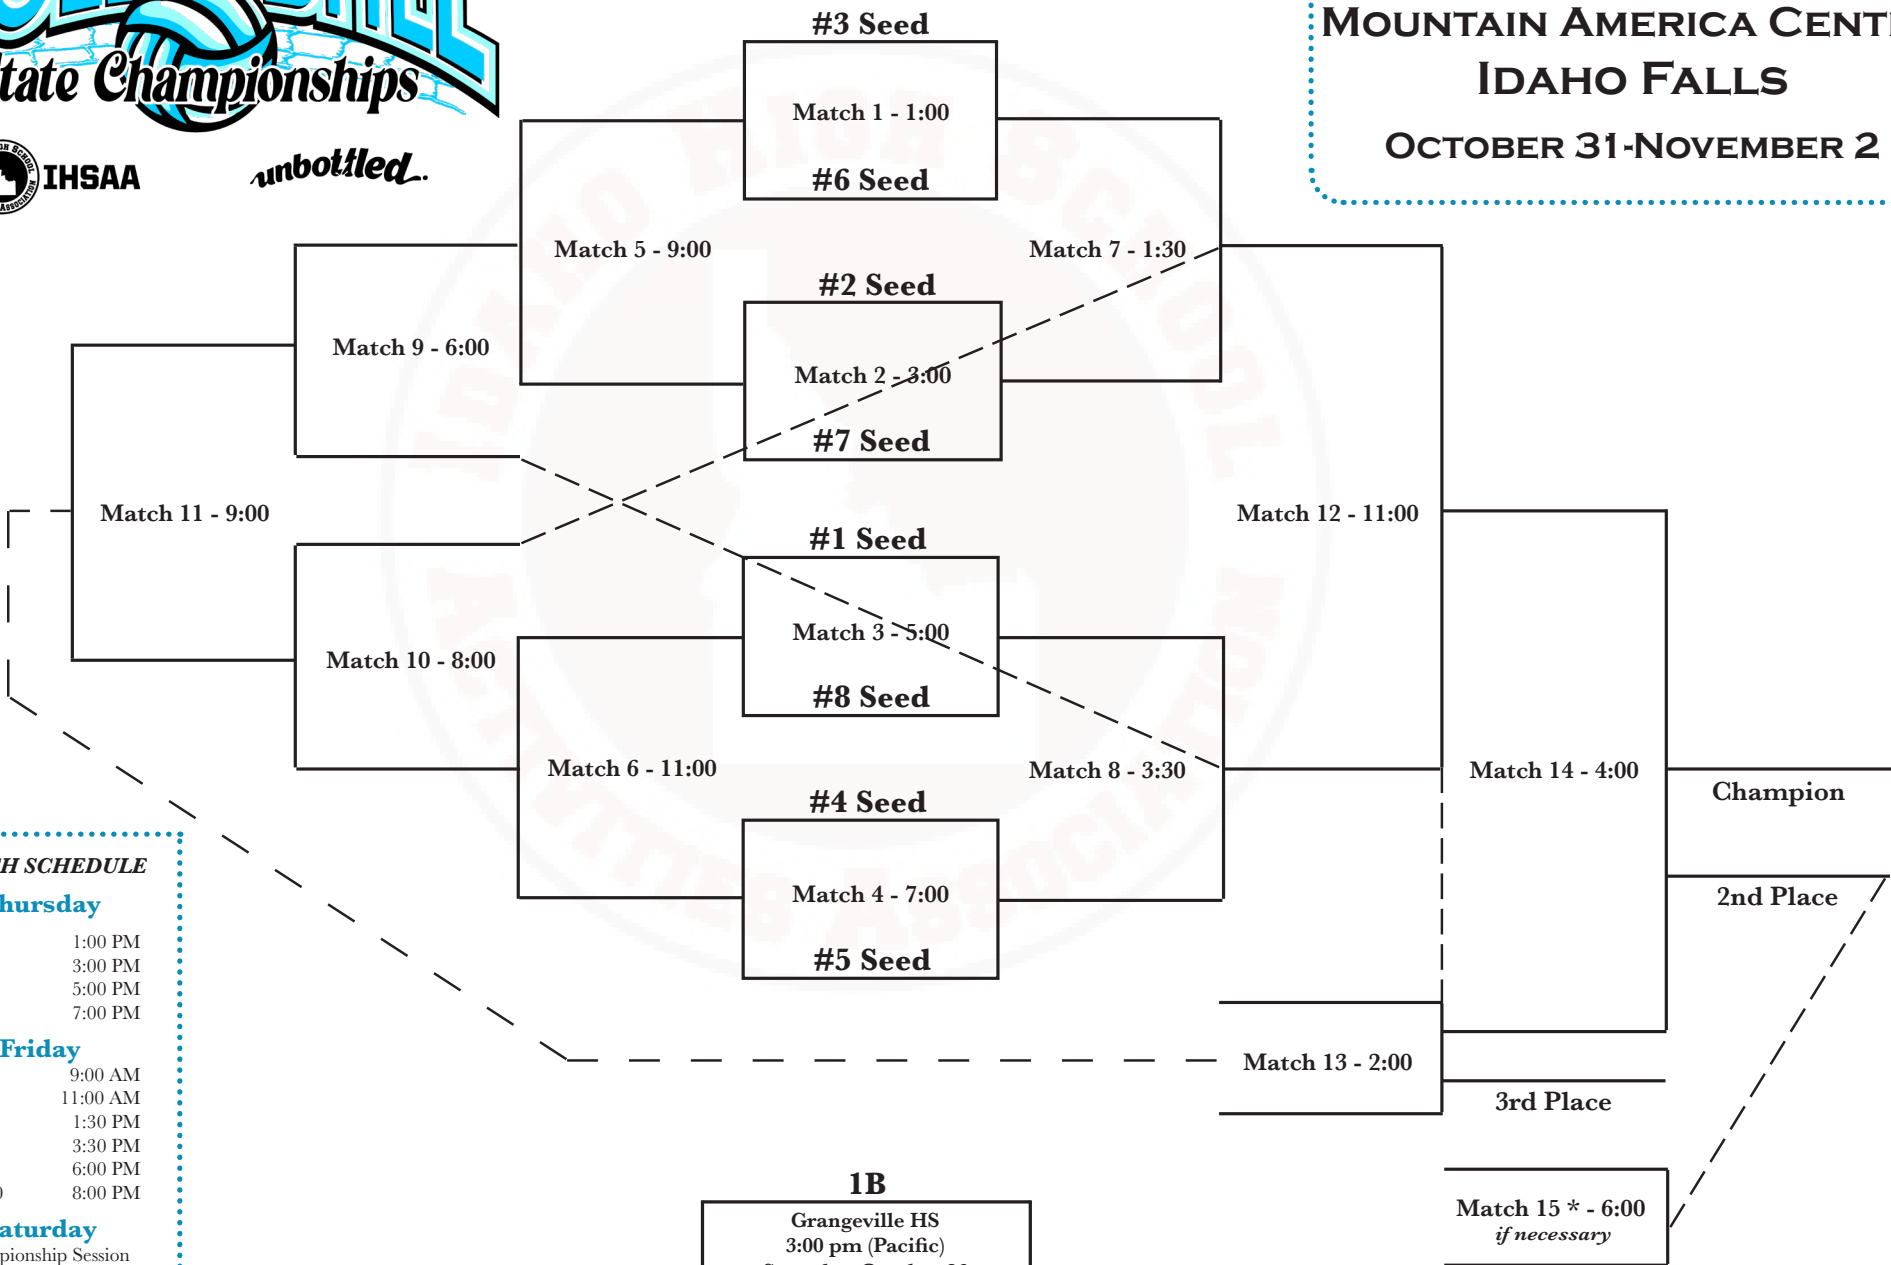 State Championships
IHSAA
unbottled.
MOUNTAIN AMERICA
IDAHO FALLS
OCTOBER 31-NOVEMBER 2
#3 Seed
Match 1 - 1:00
#6 Seed
Match 5 - 9:00
Match 7 - 1:30
#2 Seed
Match 9 - 6:00
Match 2 - 3:00
#7 Seed
Match 11 - 9:00
Match 12 - 11:00
#1 Seed
Match 3 - 5:00
Match 10 - 8:00
#8 Seed
Match 6 - 11:00
Match 8 - 3:30
Match 14 - 4:00
Champion
#4 Seed
Match 4 - 7:00
2nd Place
#5 Seed
Match 13 - 2:00
3rd Place
Match 15 * - 6:00
if necessary
SCHEDULE
hursday
1:00 PM
3:00 PM
5:00 PM
7:00 PM
Friday
9:00 AM
11:00 AM
1:30 PM
3:30 PM
6:00 PM
8:00 PM
aturday
pionship Session
1B
Grangeville HS
3:00 pm (Pacific)
IDAHO HIGH SCHOOL
ACTIVITIES ASSOCIATION